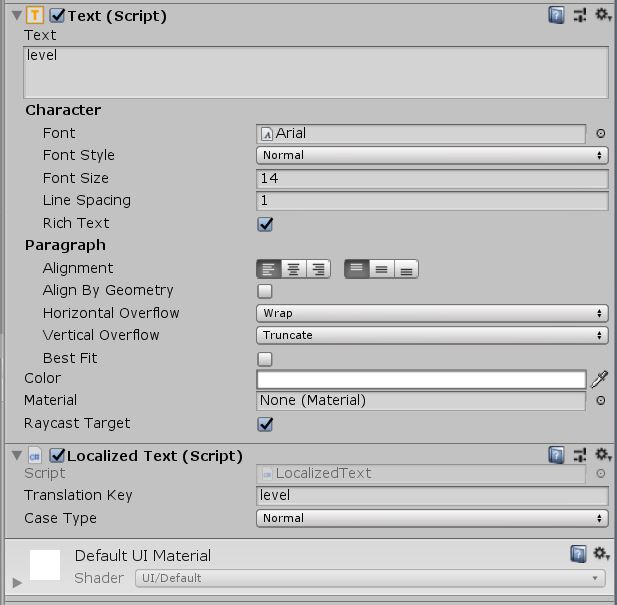 Text (Script)
Text
level
Character
Font Arial
Font Style Normal
Font Size 14
Line Spacing 1
Rich Text
Paragraph
Alignment
Align By Geometry
Horizontal Overflow Wrap
Vertical Overflow Truncate
Best Fit
Color
Material None (Material)
Raycast Target
Localized Text (Script)
Script LocalizedText
Translation Key level
Case Type Normal
Default UI Material
Shader UI/Default